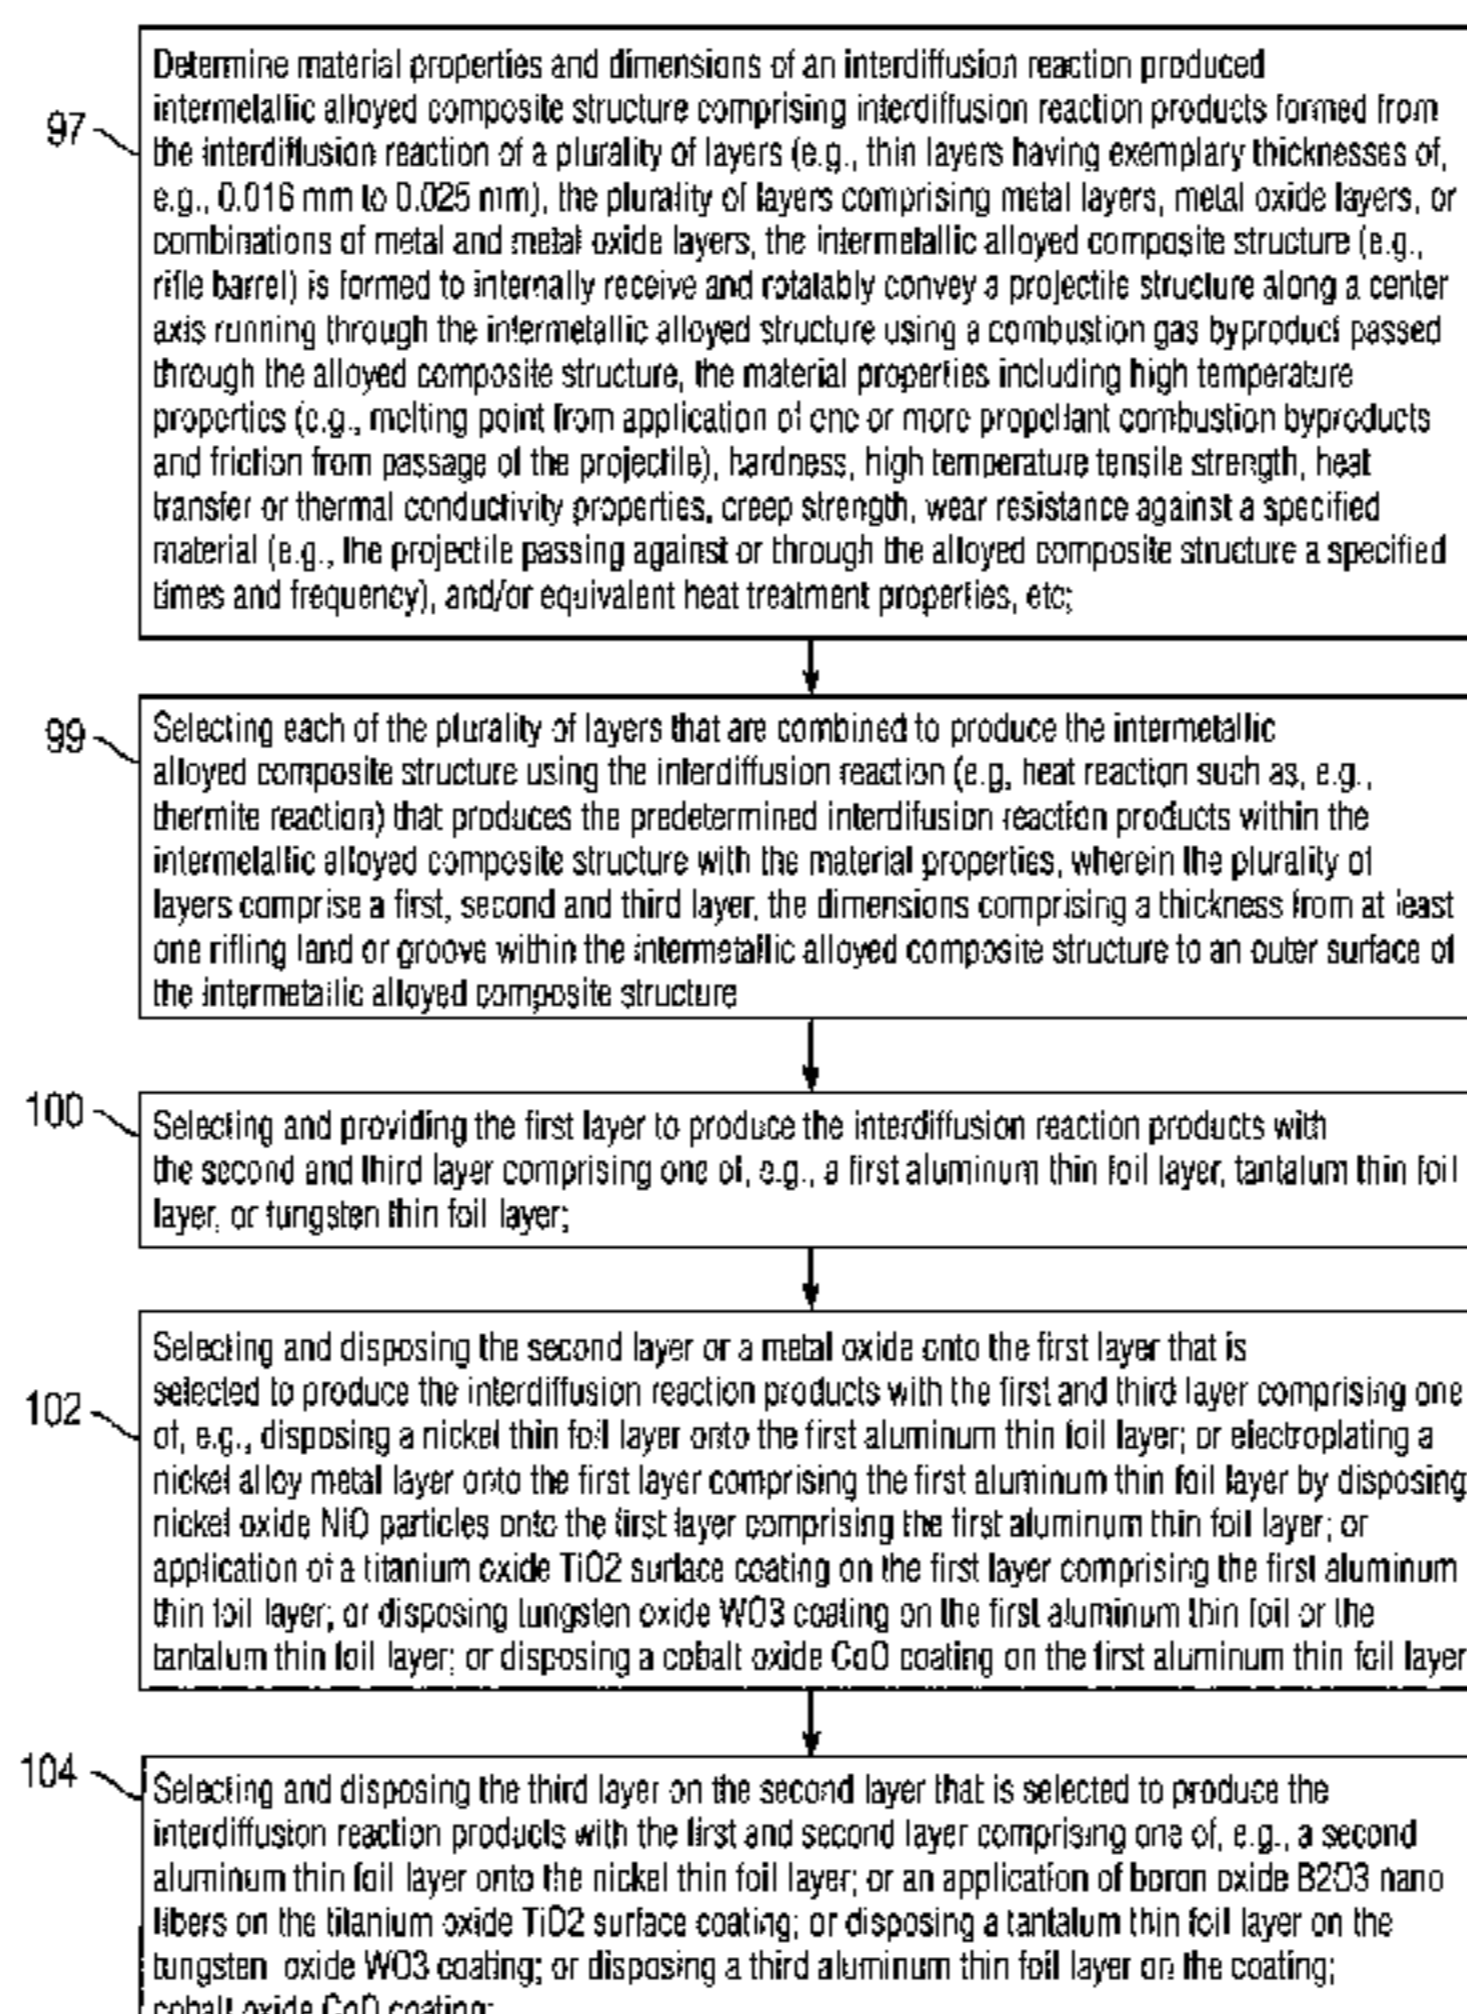 97
Determine material properties and dimensions of an interdiffusion reaction produced
intermetallic alloyed composite structure comprising interdiffusion reaction products formed from
the interdiffusion reaction of a plurality of layers (e.g., thin layers having exemplary thicknesses of,
e.g., 0.016 mm to 0.025 mm), the plurality of layers comprising metal layers, metal oxide layers, or
combinations of metal and metal oxide layers, the intermetallic alloyed composite structure (e.g.,
rifle barrel) is formed to internally receive and rotatably convey a projectile structure along a center
axis running through the intermetallic alloyed structure using a combustion gas byproduct passed
through the alloyed composite structure, the material properties including high temperature
properties (e.g., melting point from application of one or more propellant combustion byproducts
and friction from passage of the projectile), hardness, high temperature tensile strength, heat
transfer or thermal conductivity properties, creep strength, wear resistance against a specified
material (e.g., the projectile passing against or through the alloyed composite structure a specified
times and frequency), and/or equivalent heat treatment properties, etc;
99
Selecting each of the plurality of layers that are combined to produce the intermetallic
alloyed composite structure using the interdiffusion reaction (e.g, heat reaction such as, e.g.,
thermite reaction) that produces the predetermined interdifusion reaction products within the
intermetallic alloyed composite structure with the material properties, wherein the plurality of
layers comprise a first, second and third layer, the dimensions comprising a thickness from at least
one rifling land or groove within the intermetallic alloyed composite structure to an outer surface of
the intermetallic alloyed composite structure
100
Selecting and providing the first layer to produce the interdiffusion reaction products with
the second and third layer comprising one of, e.g., a first aluminum thin foil layer, tantalum thin foil
layer, or tungsten thin foil layer;
102
Selecting and disposing the second layer or a metal oxide onto the first layer that is
selected to produce the interdiffusion reaction products with the first and third layer comprising one
of, e.g., disposing a nickel thin foil layer onto the first aluminum thin foil layer; or electroplating a
nickel alloy metal layer onto the first layer comprising the first aluminum thin foil layer by disposing
nickel oxide NiO particles onto the first layer comprising the first aluminum thin foil layer; or
application of a titanium oxide TiO2 surface coating on the first layer comprising the first aluminum
thin foil layer; or disposing tungsten oxide WO3 coating on the first aluminum thin foil or the
tantalum thin foil layer; or disposing a cobalt oxide CoO coating on the first aluminum thin foil layer
104
Selecting and disposing the third layer on the second layer that is selected to produce the
interdiffusion reaction products with the first and second layer comprising one of, e.g., a second
aluminum thin foil layer onto the nickel thin foil layer; or an application of boron oxide B2O3 nano
fibers on the titanium oxide TiO2 surface coating; or disposing a tantalum thin foil layer on the
tungsten oxide WO3 coating; or disposing a third aluminum thin foil layer on the coating;
cobalt oxide CoO coating;